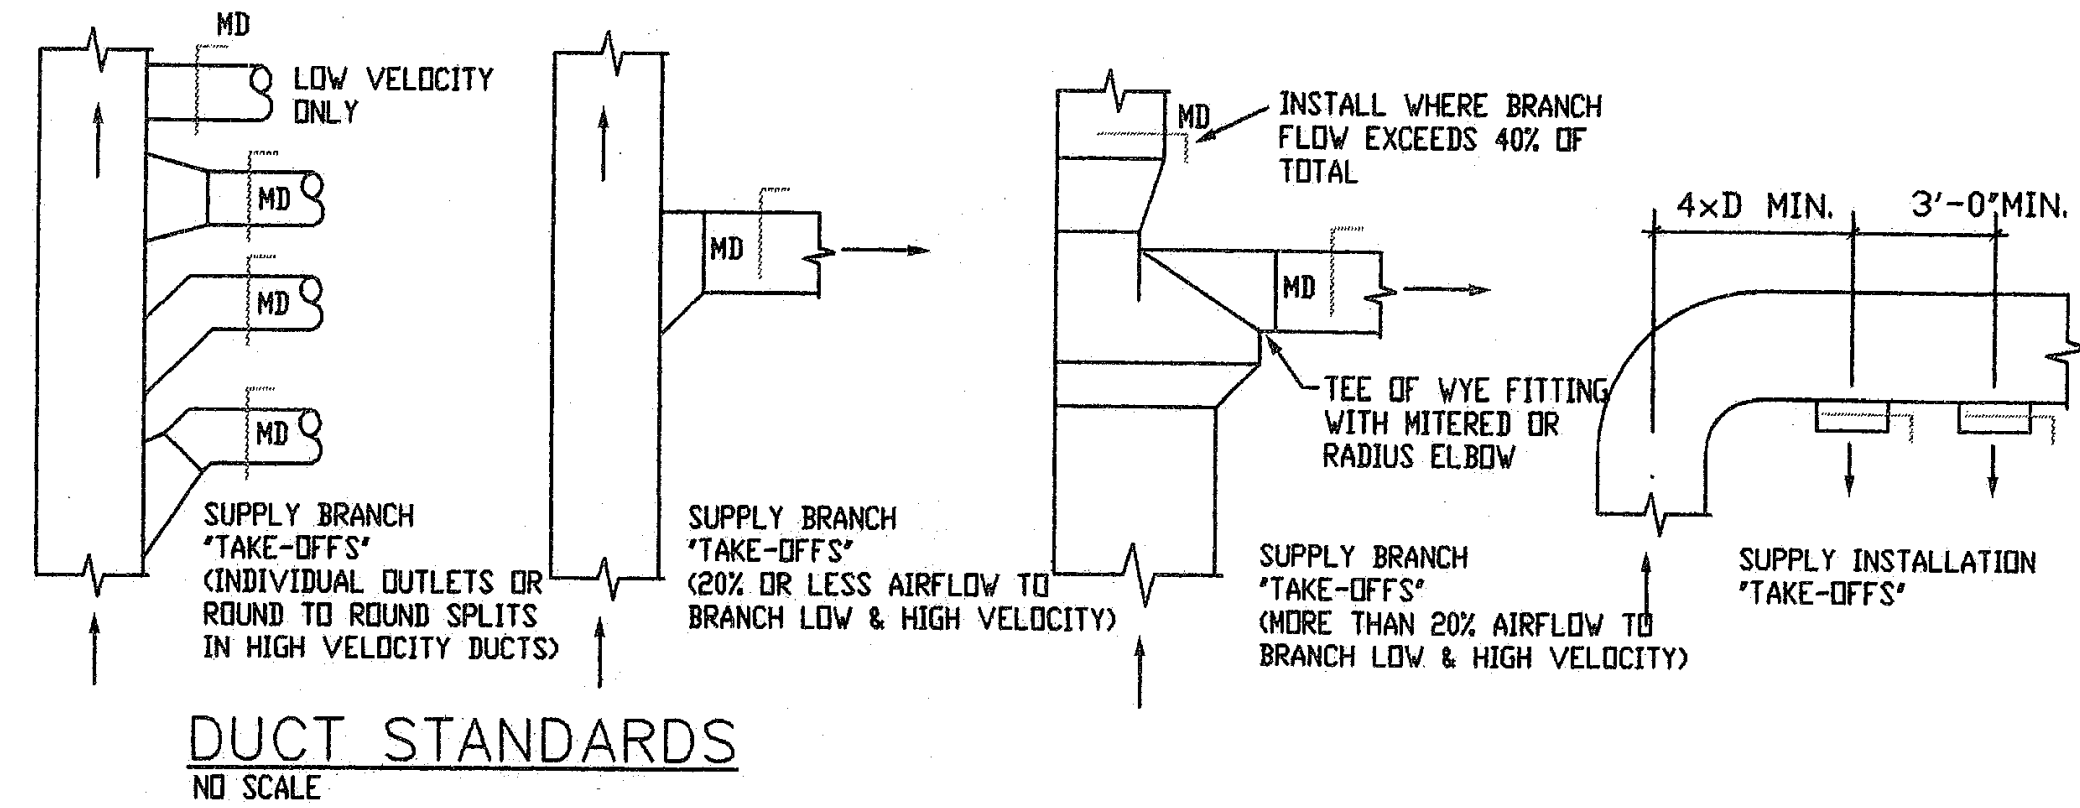 MD
LOW VELOCITY
ONLY
MD
MD
MD
SUPPLY BRANCH
"TAKE-OFFS"
(INDIVIDUAL OUTLETS OR
ROUND TO ROUND SPLITS
IN HIGH VELOCITY DUCTS)
MD
SUPPLY BRANCH
"TAKE-OFFS"
(20% OR LESS AIRFLOW TO
BRANCH LOW & HIGH VELOCITY)
MD
INSTALL WHERE BRANCH
FLOW EXCEEDS 40% OF
TOTAL
MD
TEE OF WYE FITTING
WITH MITERED OR
RADIUS ELBOW
SUPPLY BRANCH
"TAKE-OFFS"
(MORE THAN 20% AIRFLOW TO
BRANCH LOW & HIGH VELOCITY)
4xD MIN.
3'-0"MIN.
SUPPLY INSTALLATION
"TAKE-OFFS"
DUCT STANDARDS
NO SCALE